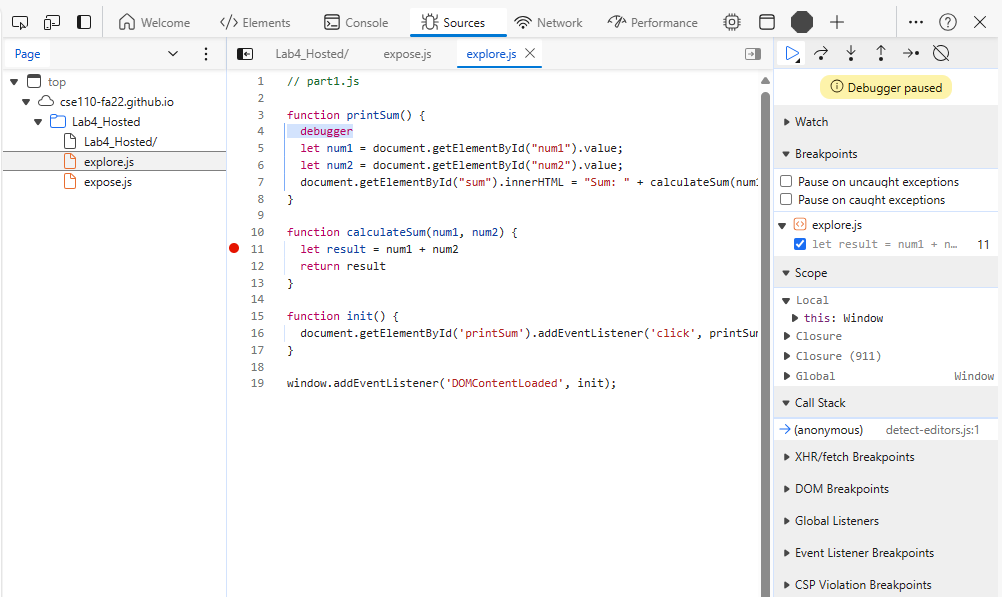 Welcome
Elements
Console
Sources
Network
Performance
Page
Lab4_Hosted/
expose.js
explore.js
top
cse110-fa22.github.io
Lab4_Hosted
Lab4_Hosted/
explore.js
expose.js
1 // part1.js
2
3 function printSum() {
4 debugger
5 let num1 = document.getElementById("num1").value;
6 let num2 = document.getElementById("num2").value;
7 document.getElementById("sum").innerHTML = "Sum: " + calculateSum(num1
8 }
9
10 function calculateSum(num1, num2) {
11 let result = num1 + num2
12 return result
13 }
14
15 function init() {
16 document.getElementById('printSum').addEventListener('click', printSum
17 }
18
19 window.addEventListener('DOMContentLoaded', init);
Debugger paused
Watch
Breakpoints
Pause on uncaught exceptions
Pause on caught exceptions
explore.js
let result = num1 + n… 11
Scope
Local
this: Window
Closure
Closure (911)
Global Window
Call Stack
(anonymous) detect-editors.js:1
XHR/fetch Breakpoints
DOM Breakpoints
Global Listeners
Event Listener Breakpoints
CSP Violation Breakpoints